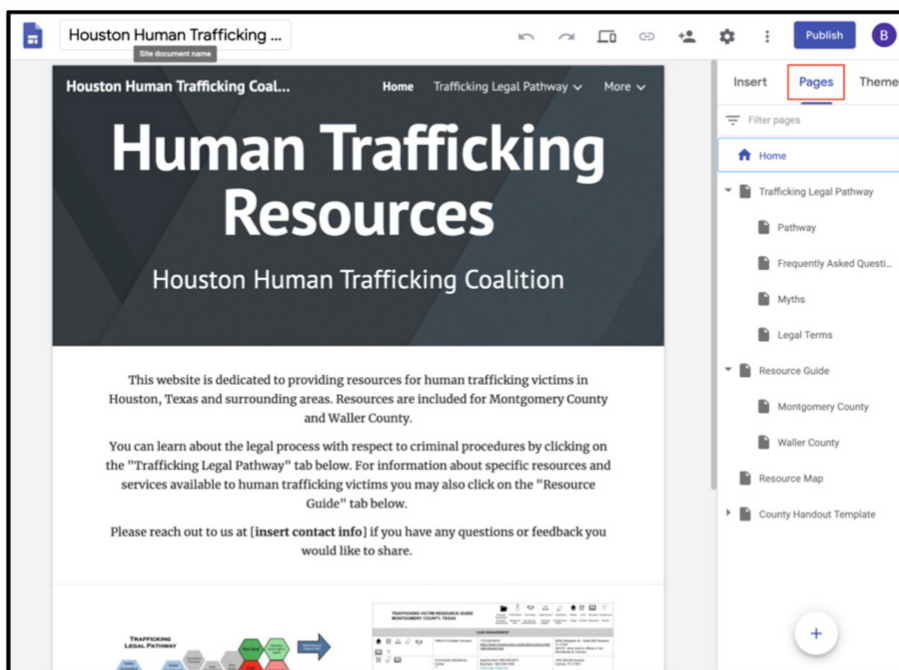 Houston Human Trafficking ...
Site document name
Publish
B
Houston Human Trafficking Coal...
Home
Trafficking Legal Pathway
More
Human Trafficking
Resources
Houston Human Trafficking Coalition
This website is dedicated to providing resources for human trafficking victims in
Houston, Texas and surrounding areas. Resources are included for Montgomery County
and Waller County.
You can learn about the legal process with respect to criminal procedures by clicking on
the "Trafficking Legal Pathway" tab below. For information about specific resources and
services available to human trafficking victims you may also click on the "Resource
Guide" tab below.
Please reach out to us at [insert contact info] if you have any questions or feedback you
would like to share.
TRAFFICKING
LEGAL PATHWAY
TRAFFICKING VICTIM RESOURCE GUIDE
MONTGOMERY COUNTY, TEXAS
CASE MANAGEMENT
Insert
Pages
Theme
Filter pages
Home
Trafficking Legal Pathway
Pathway
Frequently Asked Questi...
Myths
Legal Terms
Resource Guide
Montgomery County
Waller County
Resource Map
County Handout Template